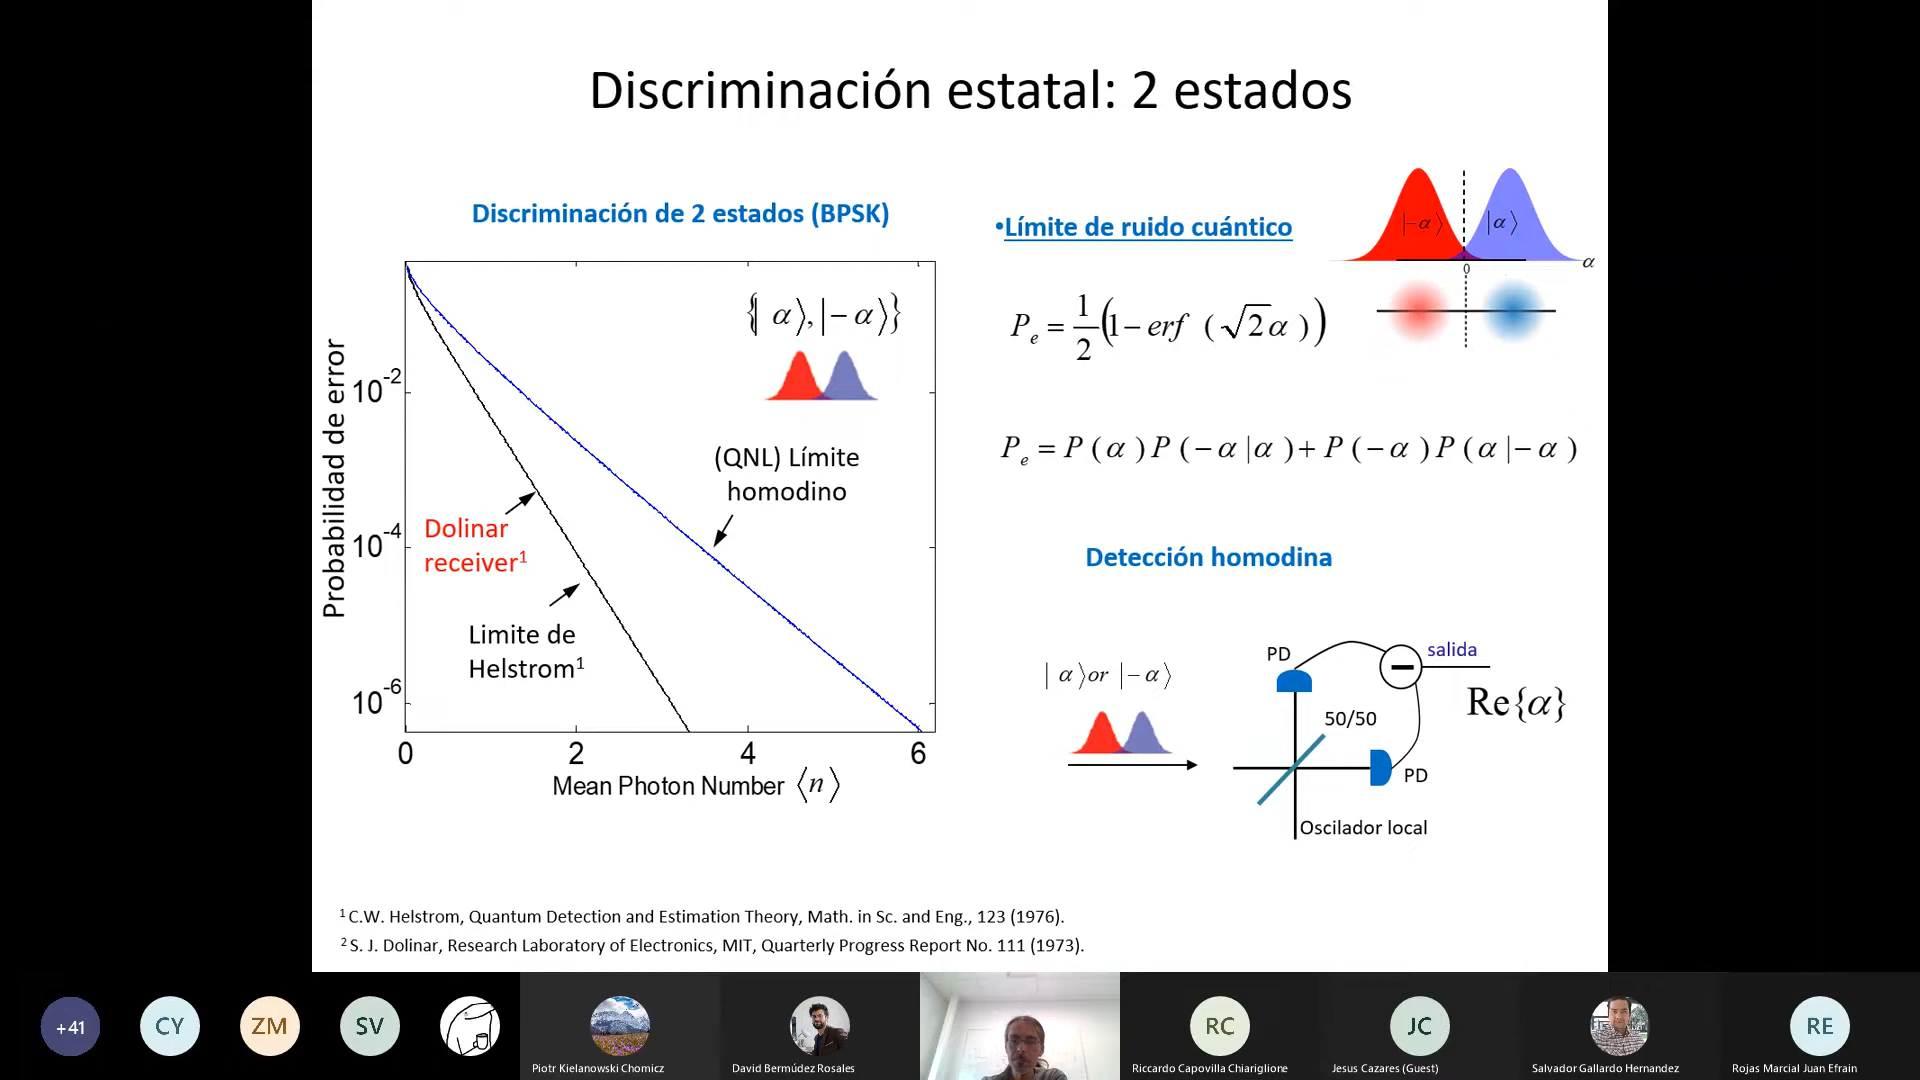 Discriminación estatal: 2 estados
Discriminación de 2 estados (BPSK)
{| α⟩,|−α⟩}
Probabilidad de error
10-2
10-4
10-6
(QNL) Límite
homodino
Dolinar
receiver1
Limite de
Helstrom1
0 2 4 6
Mean Photon Number ⟨n⟩
•Límite de ruido cuántico
|−α⟩ |α⟩
0
α
Pe = 1/2 (1 − erf (√2α))
Pe = P(α)P(−α|α)+P(−α)P(α|−α)
Detección homodina
| α⟩or |−α⟩
PD
salida
Re{α}
50/50
PD
Oscilador local
1 C.W. Helstrom, Quantum Detection and Estimation Theory, Math. in Sc. and Eng., 123 (1976).
2 S. J. Dolinar, Research Laboratory of Electronics, MIT, Quarterly Progress Report No. 111 (1973).
+41 CY ZM SV RC JC RE
Piotr Kielanowski Chomicz
David Bermúdez Rosales
Riccardo Capovilla Chiariglione
Jesus Cazares (Guest)
Salvador Gallardo Hernandez
Rojas Marcial Juan Efrain